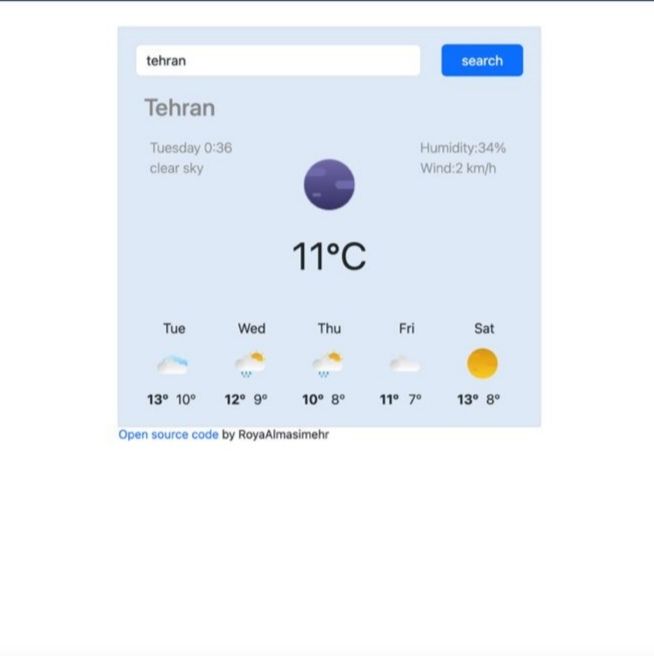 tehran search
Tehran
Tuesday 0:36 Humidity:34%
clear sky Wind:2 km/h
11°C
Tue Wed Thu Fri Sat
13° 10° 12° 9° 10° 8° 11° 7° 13° 8°
Open source code by RoyaAlmasimehr